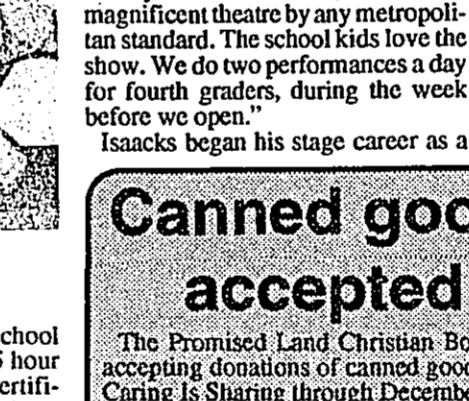 magnificent theatre by any metropoli-
tan standard. The school kids love the
show. We do two performances a day
for fourth graders, during the week
before we open.”
Isaacks began his stage career as a
Canned goo
accepted
The Promised Land Christian Bo
accepting donations of canned good
Caring Is Sharing through Decembe
chool
hour
ertifi-